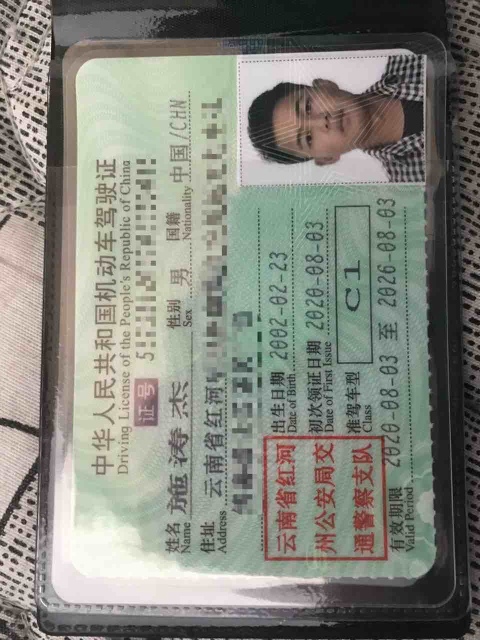 中华人民共和国机动车驾驶证
Driving License of the People's Republic of China
证号 5
姓名 施涛杰 性别 男 国籍 中国/CHN
Name Sex Nationality
住址 云南省红河
Address
出生日期 2002-02-23
Date of Birth
初次领证日期 2020-08-03
Date of First Issue
准驾车型 C1
Class
云南省红河
州公安局交
通警察支队
有效期限 2020-08-03 至 2026-08-03
Valid Period